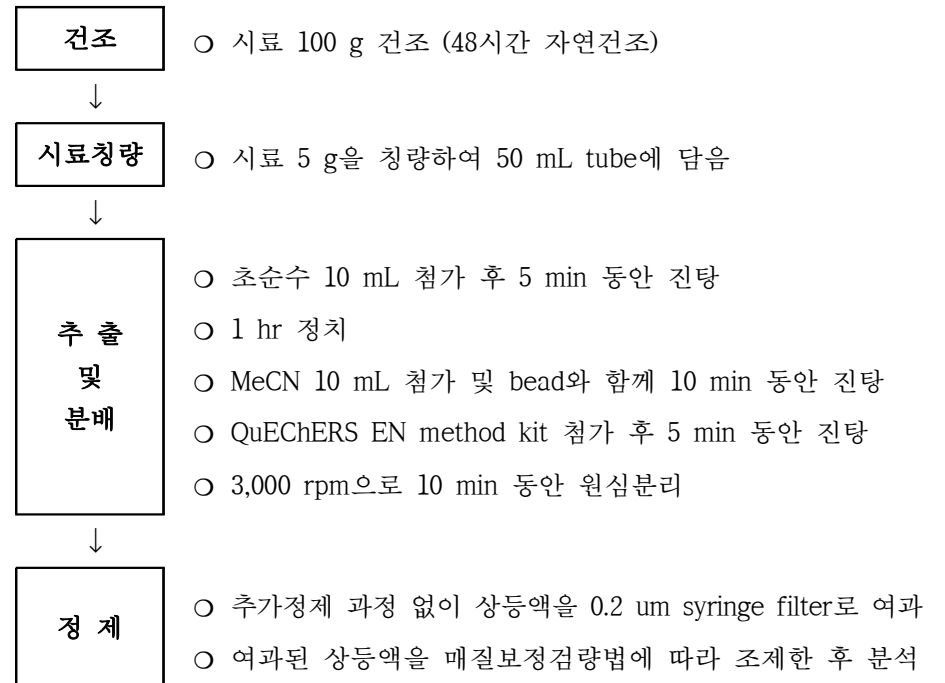 건조
❍ 시료 100 g 건조 (48시간 자연건조)
↓
시료칭량
❍ 시료 5 g을 칭량하여 50 mL tube에 담음
↓
추 출
및
분배
❍ 초순수 10 mL 첨가 후 5 min 동안 진탕
❍ 1 hr 정치
❍ MeCN 10 mL 첨가 및 bead와 함께 10 min 동안 진탕
❍ QuEChERS EN method kit 첨가 후 5 min 동안 진탕
❍ 3,000 rpm으로 10 min 동안 원심분리
↓
정 제
❍ 추가정제 과정 없이 상등액을 0.2 um syringe filter로 여과
❍ 여과된 상등액을 매질보정검량법에 따라 조제한 후 분석